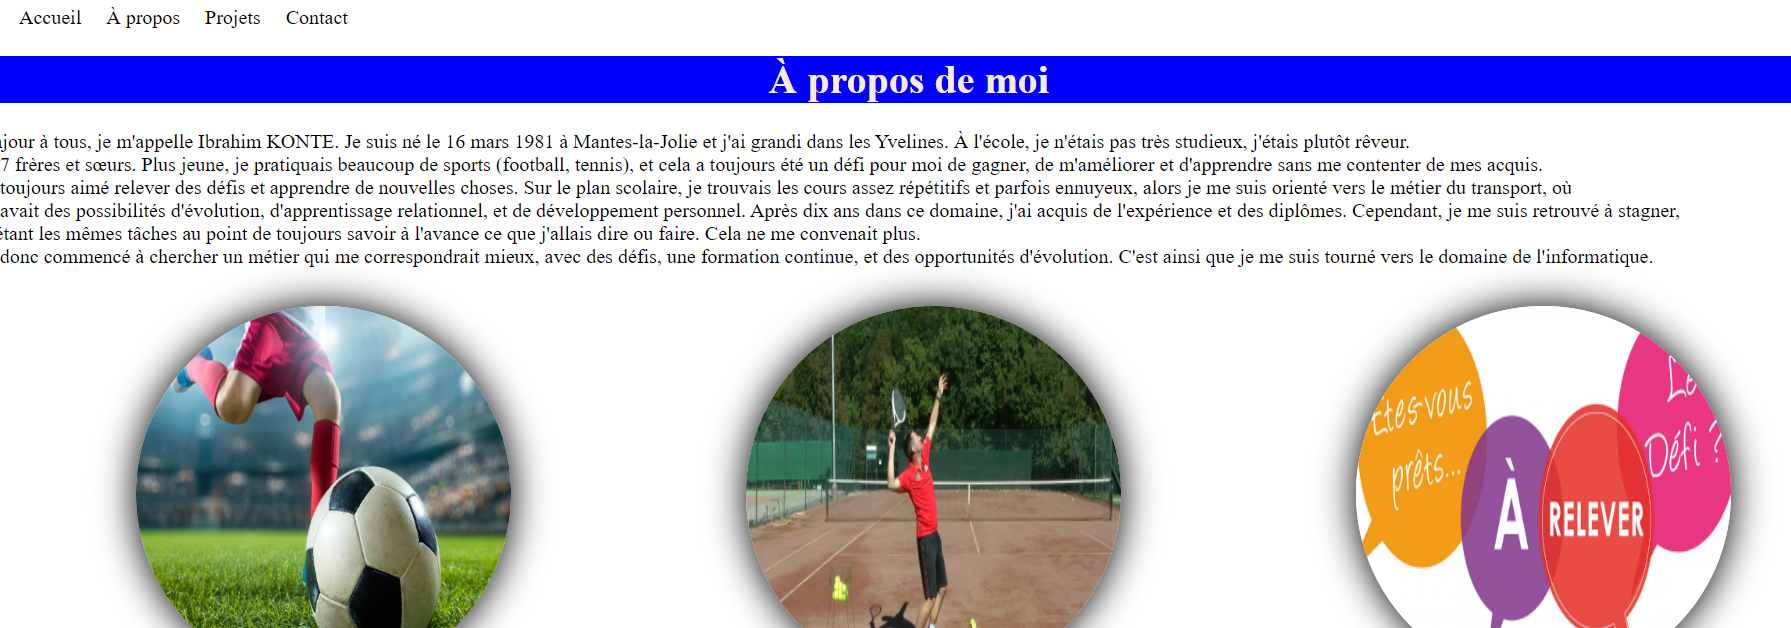 Accueil À propos Projets Contact
À propos de moi
jour à tous, je m'appelle Ibrahim KONTE. Je suis né le 16 mars 1981 à Mantes-la-Jolie et j'ai grandi dans les Yvelines. À l'école, je n'étais pas très studieux, j'étais plutôt rêveur.
7 frères et sœurs. Plus jeune, je pratiquais beaucoup de sports (football, tennis), et cela a toujours été un défi pour moi de gagner, de m'améliorer et d'apprendre sans me contenter de mes acquis.
toujours aimé relever des défis et apprendre de nouvelles choses. Sur le plan scolaire, je trouvais les cours assez répétitifs et parfois ennuyeux, alors je me suis orienté vers le métier du transport, où
avait des possibilités d'évolution, d'apprentissage relationnel, et de développement personnel. Après dix ans dans ce domaine, j'ai acquis de l'expérience et des diplômes. Cependant, je me suis retrouvé à stagner,
étant les mêmes tâches au point de toujours savoir à l'avance ce que j'allais dire ou faire. Cela ne me convenait plus.
donc commencé à chercher un métier qui me correspondrait mieux, avec des défis, une formation continue, et des opportunités d'évolution. C'est ainsi que je me suis tourné vers le domaine de l'informatique.
tes-vous
prêts...
À
RELEVER
Le
Défi ?